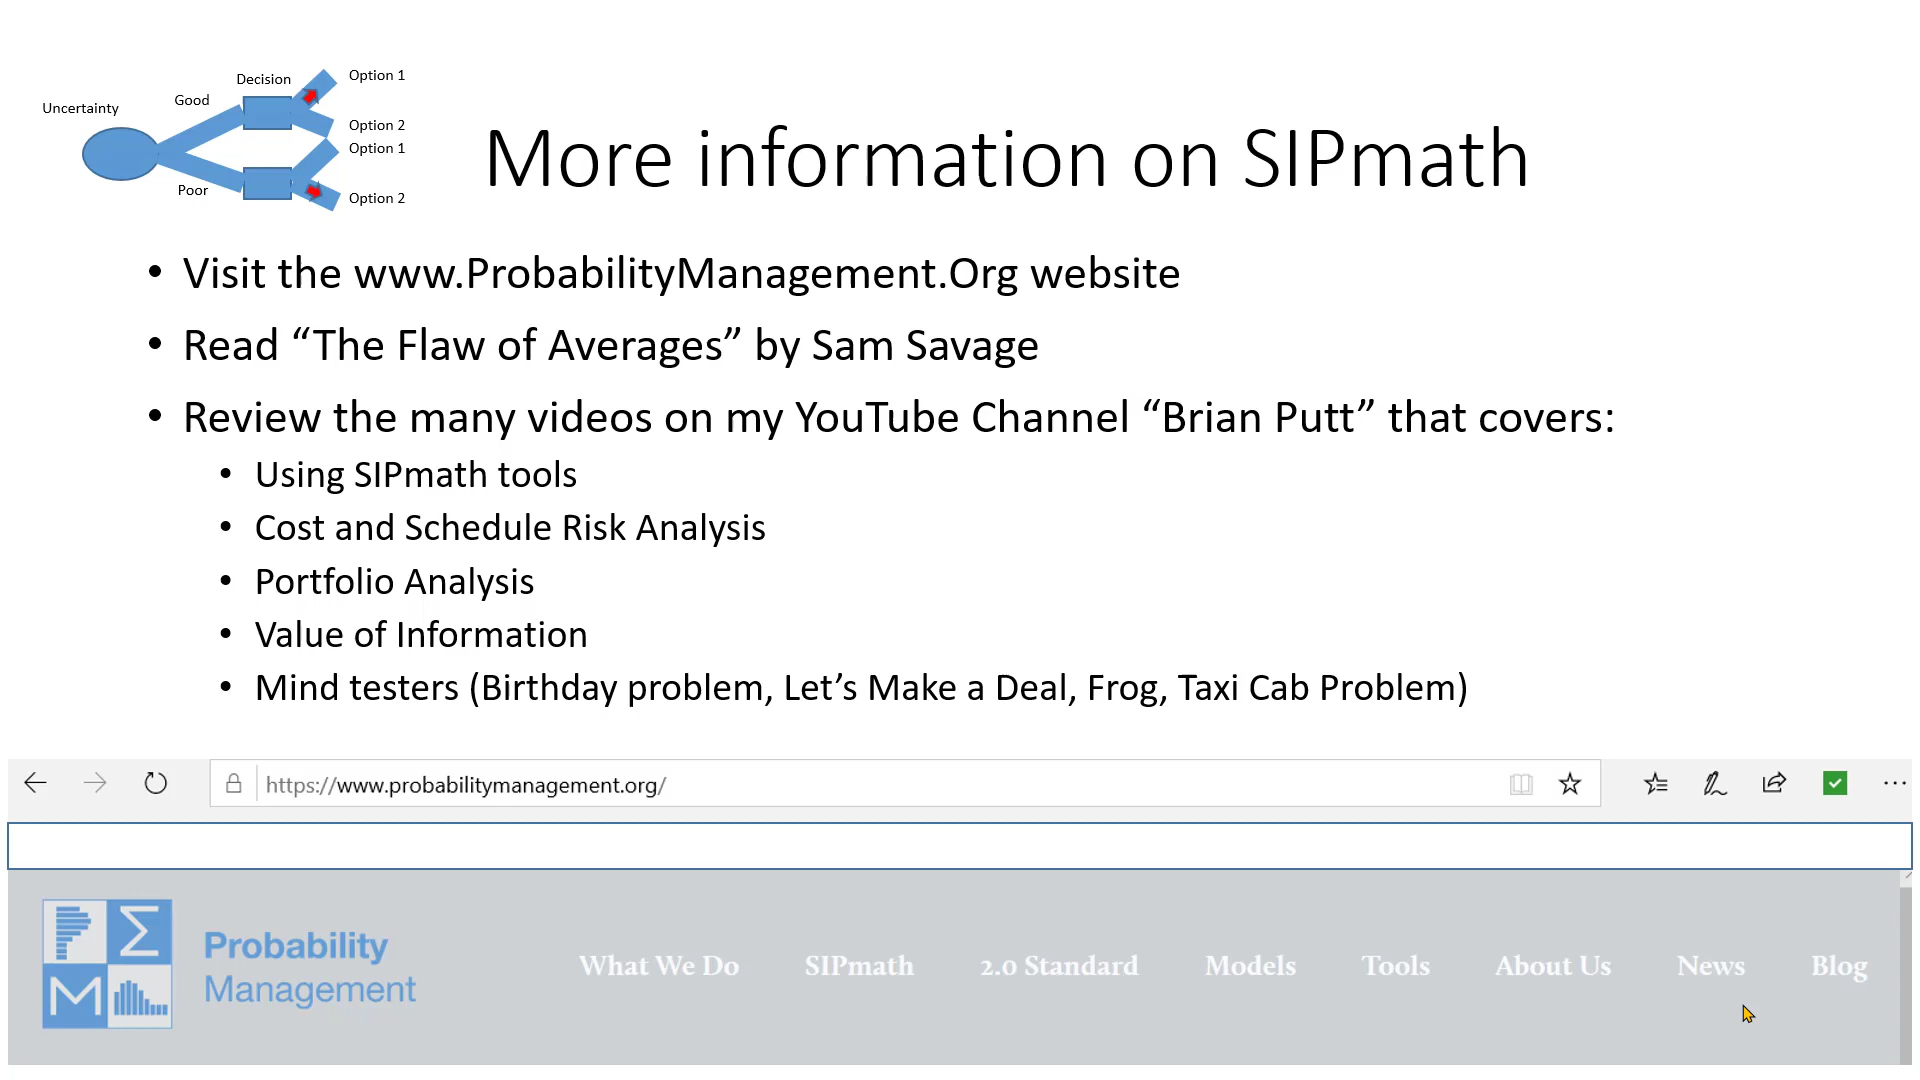 Uncertainty
Good
Poor
Decision
Option 1
Option 2
Option 1
Option 2
More information on SIPmath
• Visit the www.ProbabilityManagement.Org website
• Read “The Flaw of Averages” by Sam Savage
• Review the many videos on my YouTube Channel “Brian Putt” that covers:
• Using SIPmath tools
• Cost and Schedule Risk Analysis
• Portfolio Analysis
• Value of Information
• Mind testers (Birthday problem, Let’s Make a Deal, Frog, Taxi Cab Problem)
https://www.probabilitymanagement.org/
P Σ
M
Probability
Management
What We Do SIPmath 2.0 Standard Models Tools About Us News Blog